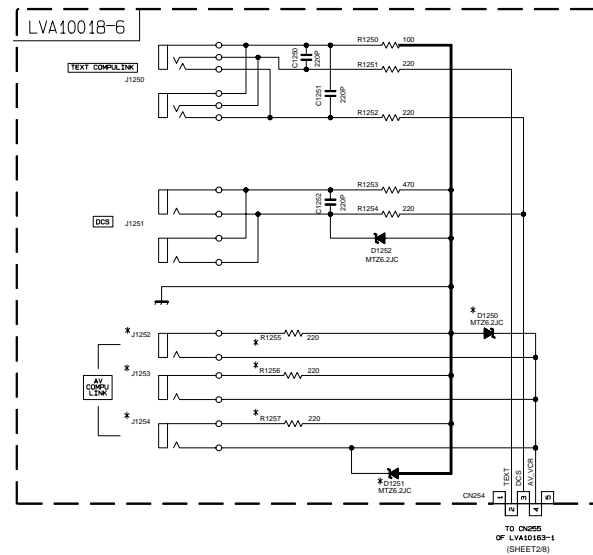 LVA10018-6
R1250 100
C1250 220P
TEXT COMPULINK
R1251 220
J1250
C1251 220P
R1252 220
R1253 470
C1252 220P
R1254 220
DCS J1251
D1252
MTZ6.2JC
* D1250
MTZ6.2JC
* J1252
* R1255 220
AV
COMPU
LINK
* J1253
* R1256 220
* J1254
* R1257 220
* D1251
MTZ6.2JC
TEXT
DCS
AV_VCR
CN254 1 2 3 4 5
TO CN255
OF LVA10163-1
(SHEET2/8)